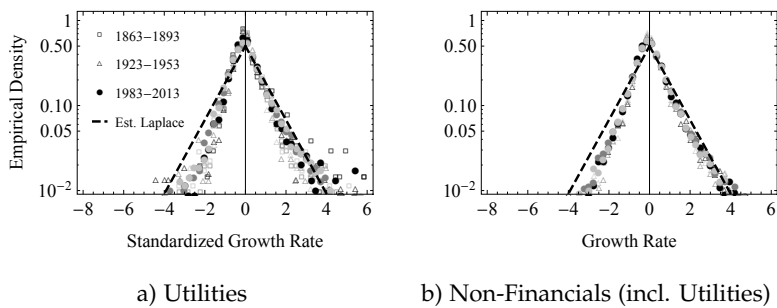 1
0.50
0.10
0.05
10−2
Empirical Density
1863−1893
1923−1953
1983−2013
Est. Laplace
−8 −6 −4 −2 0 2 4 6
Standardized Growth Rate
a) Utilities
1
0.50
0.10
0.05
10−2
−8 −6 −4 −2 0 2 4 6
Growth Rate
b) Non-Financials (incl. Utilities)